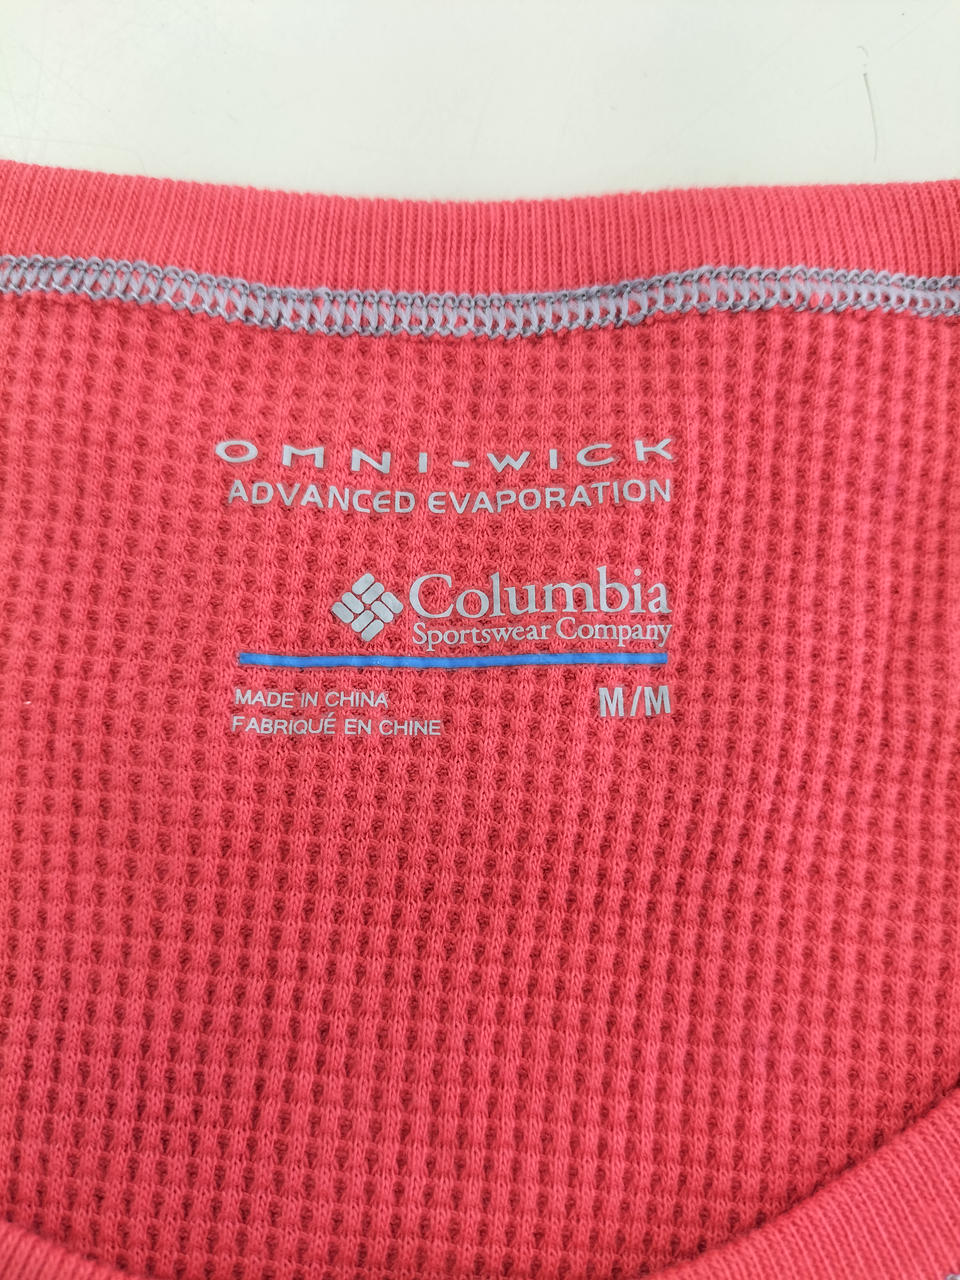 OMNI-WICK
ADVANCED EVAPORATION
Columbia
Sportswear Company
MADE IN CHINA
FABRIQUÉ EN CHINE
M/M